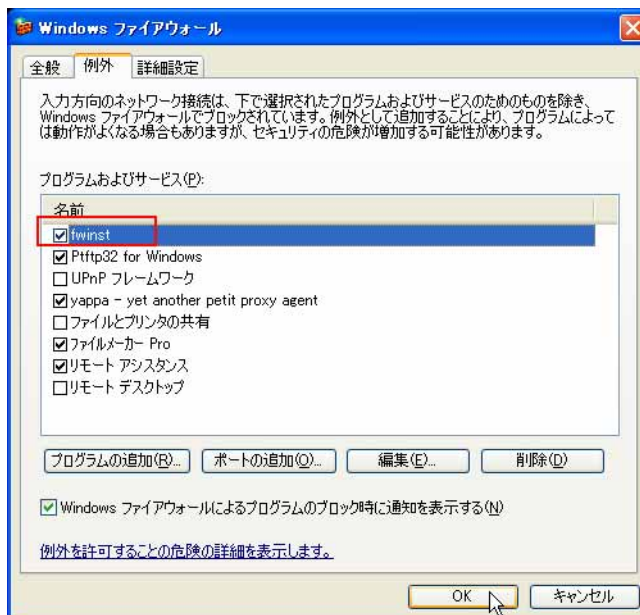 Windows ファイアウォール
全般 例外 詳細設定
入力方向のネットワーク接続は、下で選択されたプログラムおよびサービスのためのものを除き、
Windows ファイアウォールでブロックされています。例外として追加することにより、プログラムによって
は動作がよくなる場合もありますが、セキュリティの危険が増加する可能性があります。
プログラムおよびサービス(P):
名前
fwinst
Ptftp32 for Windows
UPnP フレームワーク
yappa - yet another petit proxy agent
ファイルとプリンタの共有
ファイルメーカー Pro
リモート アシスタンス
リモート デスクトップ
プログラムの追加(R)... ポートの追加(O)... 編集(E)... 削除(D)
Windows ファイアウォールによるプログラムのブロック時に通知を表示する(N)
例外を許可することの危険の詳細を表示します。
OK キャンセル